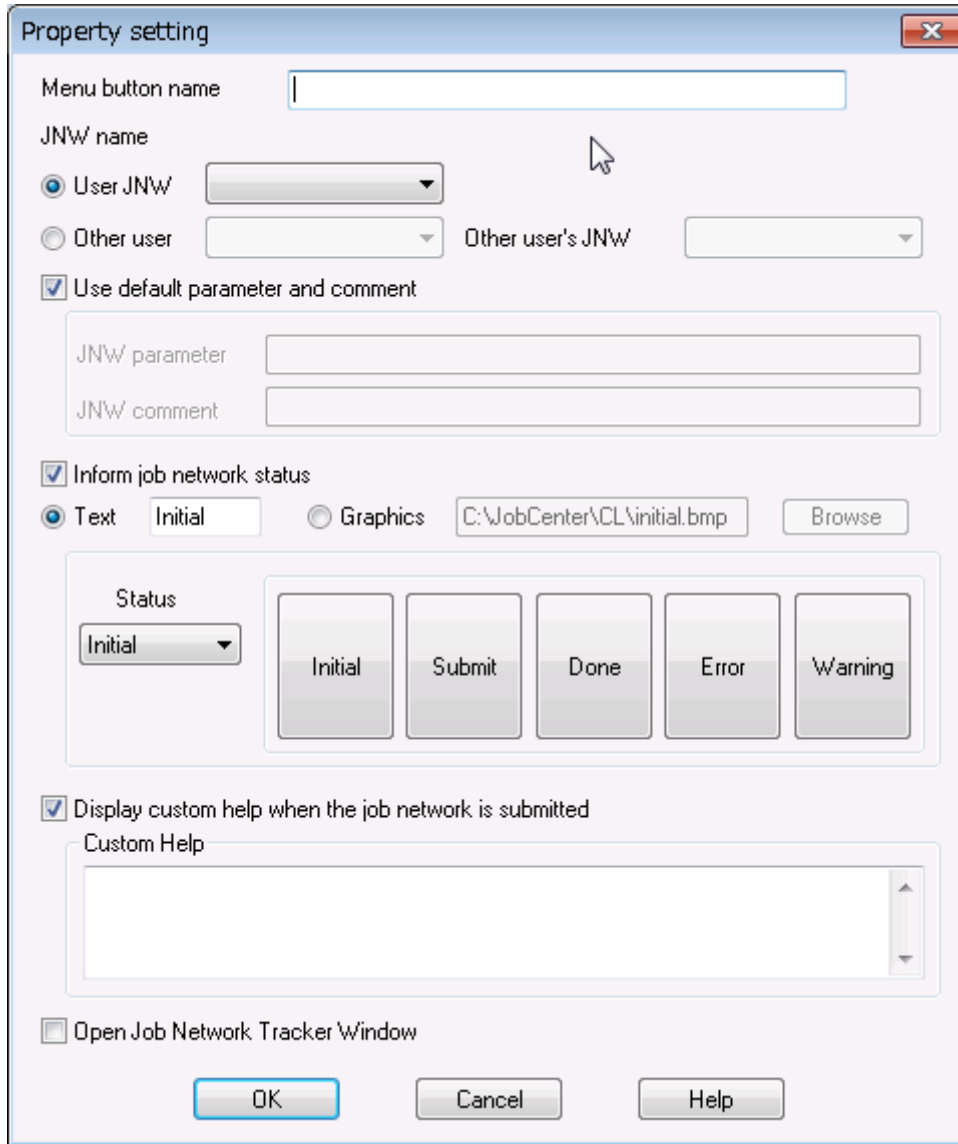 Property setting
Menu button name
JNW name
User JNW
Other user Other user's JNW
Use default parameter and comment
JNW parameter
JNW comment
Inform job network status
Text Initial Graphics C:\JobCenter\CL\initial.bmp Browse
Status
Initial
Initial Submit Done Error Warning
Display custom help when the job network is submitted
Custom Help
Open Job Network Tracker Window
OK Cancel Help